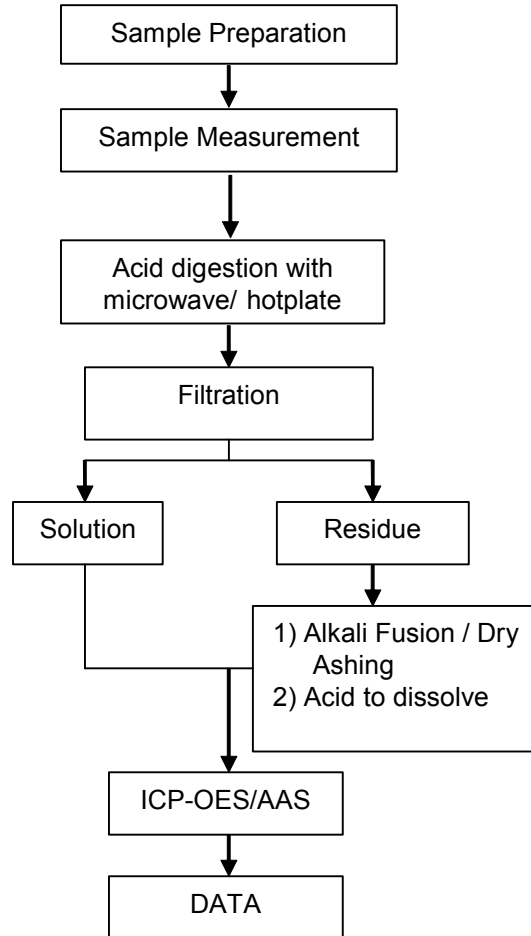 Sample Preparation
Sample Measurement
Acid digestion with
microwave/ hotplate
Filtration
Solution
Residue
1) Alkali Fusion / Dry
Ashing
2) Acid to dissolve
ICP-OES/AAS
DATA